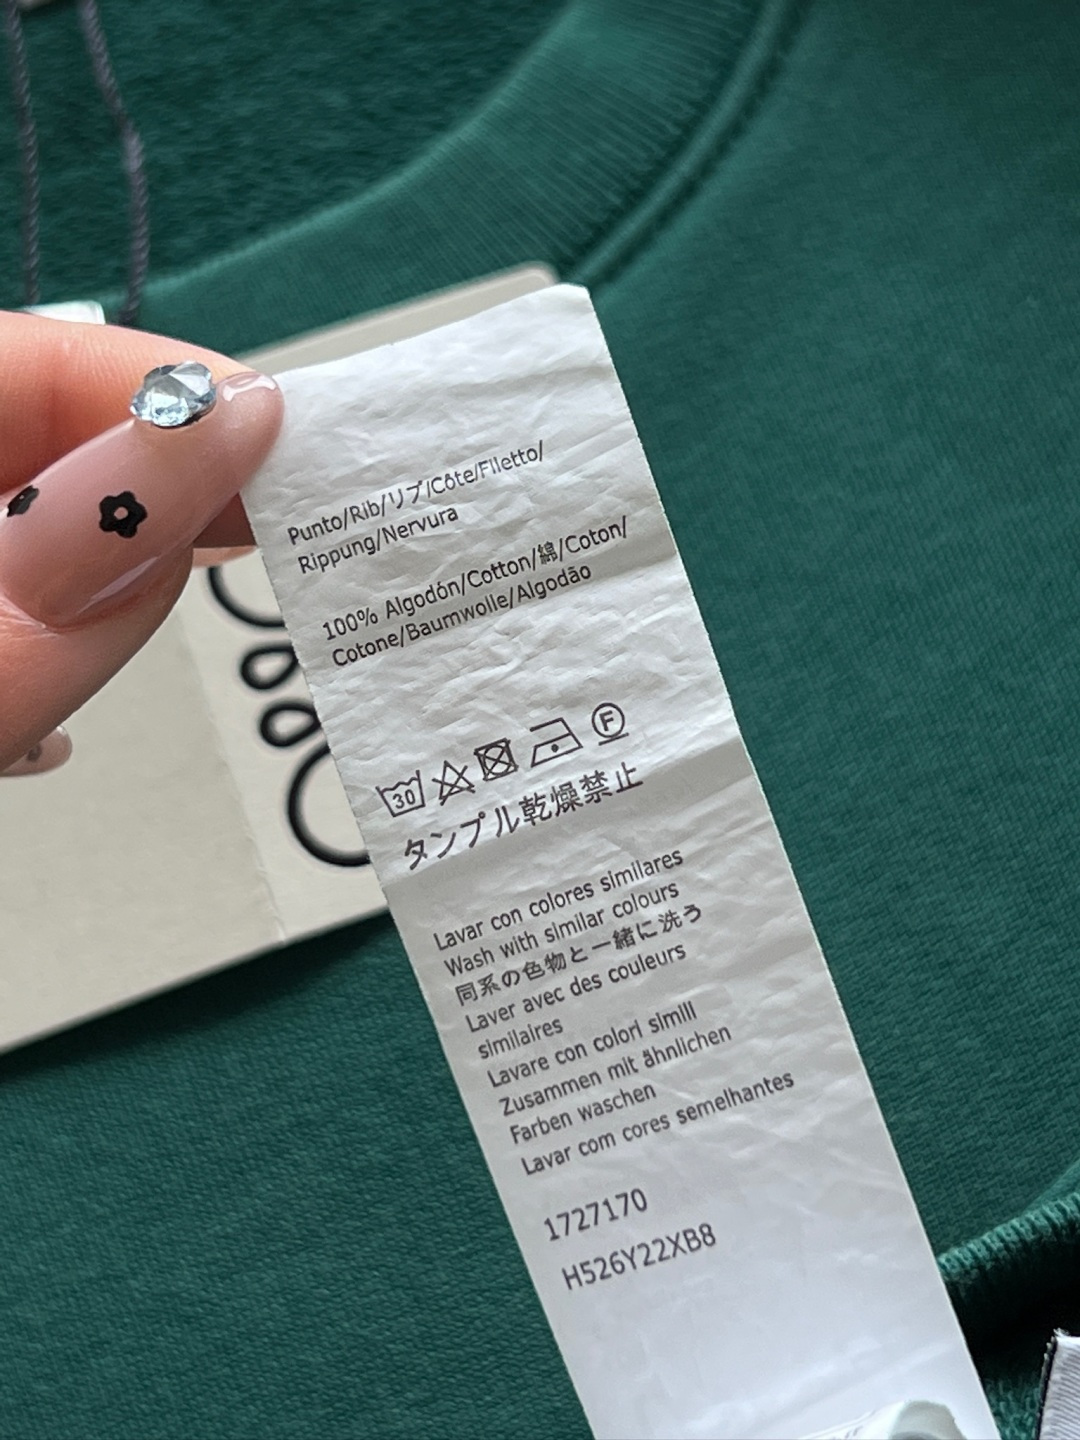 Punto/Rib/リブ/Côte/Filetto/
Rippung/Nervura
100% Algodón/Cotton/綿/Coton/
Cotone/Baumwolle/Algodão
30
F
タンブル乾燥禁止
Lavar con colores similares
Wash with similar colours
同系の色物と一緒に洗う
Laver avec des couleurs
similaires
Lavare con colori simili
Zusammen mit ähnlichen
Farben waschen
Lavar com cores semelhantes
1727170
H526Y22XB8